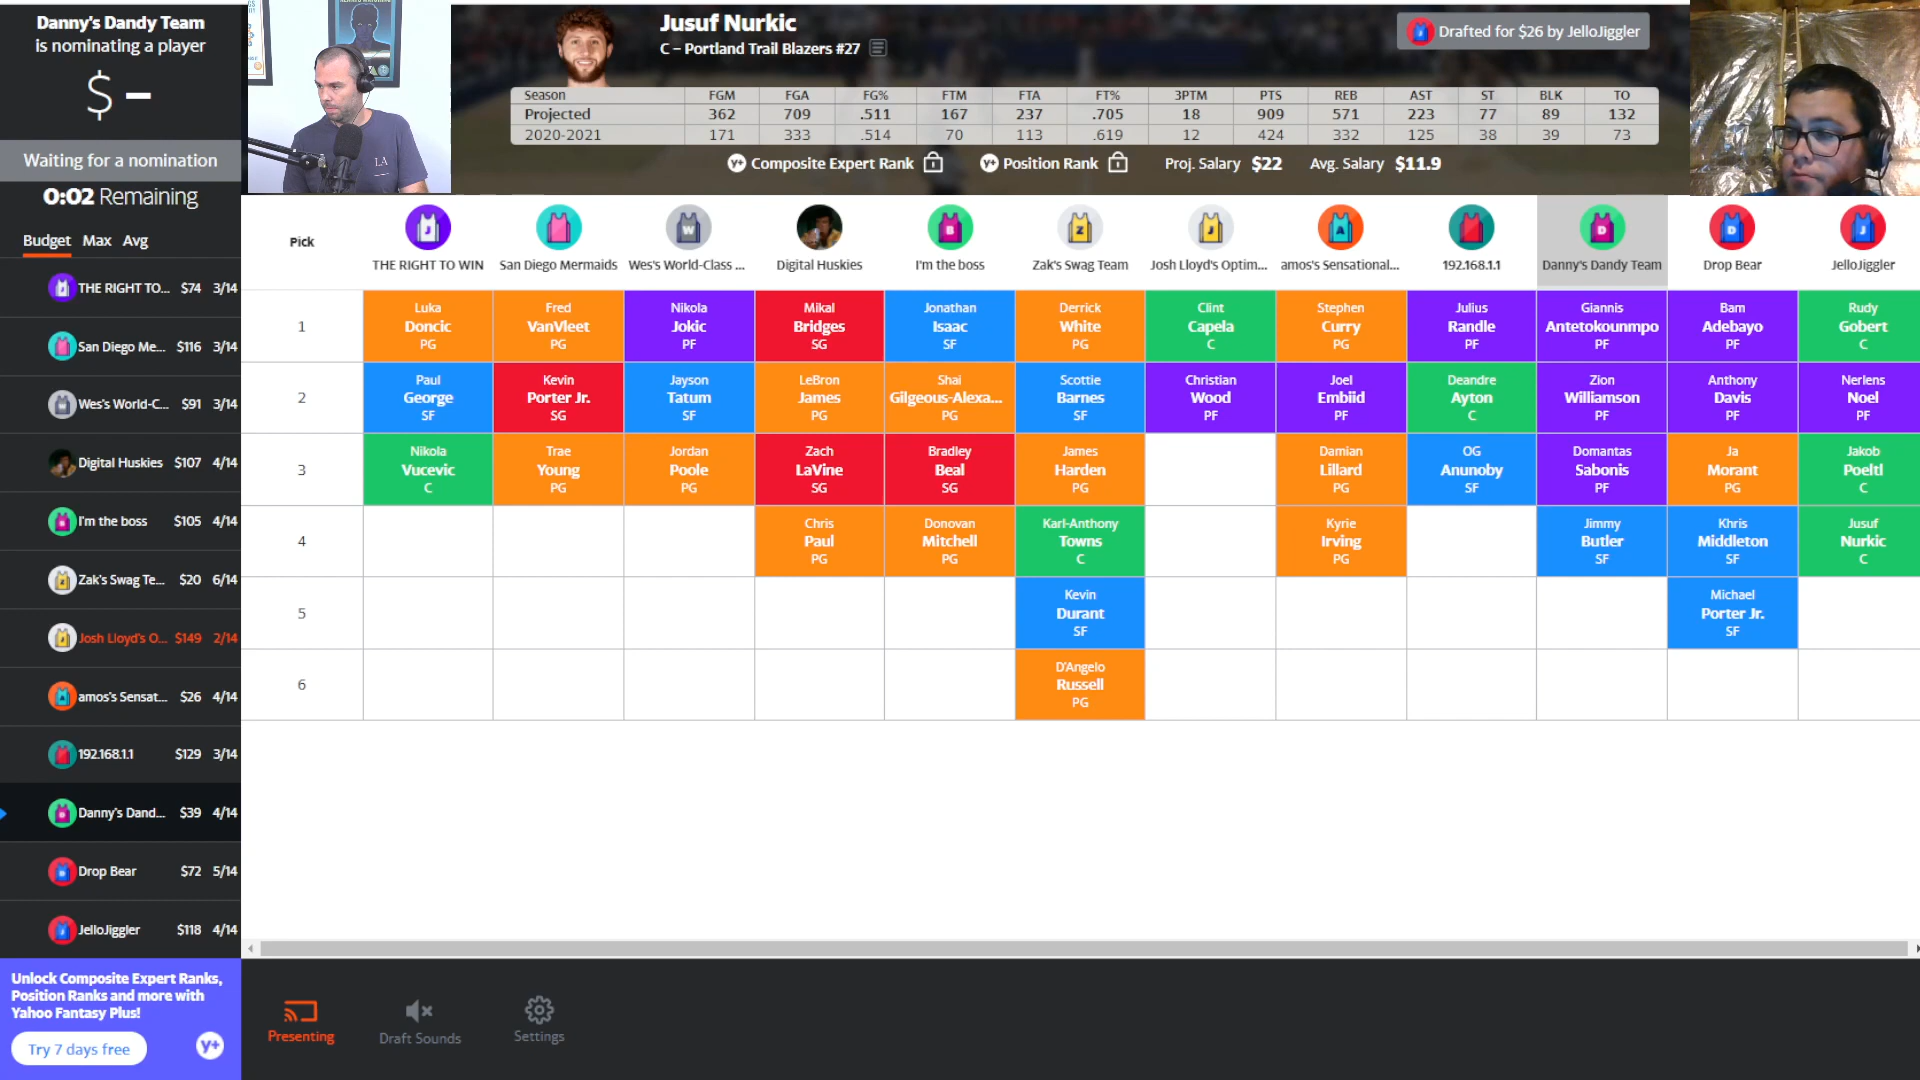 Danny's Dandy Team
is nominating a player
$ –
Waiting for a nomination
0:02 Remaining
Budget Max Avg
THE RIGHT TO... $74 3/14
San Diego Me... $116 3/14
Wes's World-C... $91 3/14
Digital Huskies $107 4/14
I'm the boss $105 4/14
Zak's Swag Te... $20 6/14
Josh Lloyd's O... $149 2/14
amos's Sensat... $26 4/14
192.168.1.1 $129 3/14
Danny's Dand... $39 4/14
Drop Bear $72 5/14
JelloJiggler $118 4/14
Unlock Composite Expert Ranks,
Position Ranks and more with
Yahoo Fantasy Plus!
Try 7 days free
y+
LA
Jusuf Nurkic
C – Portland Trail Blazers #27
Drafted for $26 by JelloJiggler
Season FGM FGA FG% FTM FTA FT% 3PTM PTS REB AST ST BLK TO
Projected 362 709 .511 167 237 .705 18 909 571 223 77 89 132
2020-2021 171 333 .514 70 113 .619 12 424 332 125 38 39 73
y+ Composite Expert Rank y+ Position Rank Proj. Salary $22 Avg. Salary $11.9
Pick
J W B Z J A D D J
THE RIGHT TO WIN San Diego Mermaids Wes's World-Class ... Digital Huskies I'm the boss Zak's Swag Team Josh Lloyd's Optim... amos's Sensational... 192.168.1.1 Danny's Dandy Team Drop Bear JelloJiggler
Luka Fred Nikola Mikal Jonathan Derrick Clint Stephen Julius Giannis Bam Rudy
1 Doncic VanVleet Jokic Bridges Isaac White Capela Curry Randle Antetokounmpo Adebayo Gobert
PG PG PF SG SF PG C PG PF PF PF C
Paul Kevin Jayson LeBron Shai Scottie Christian Joel Deandre Zion Anthony Nerlens
2 George Porter Jr. Tatum James Gilgeous-Alexa... Barnes Wood Embiid Ayton Williamson Davis Noel
SF SG SF PG PG SF PF PF C PF PF PF
Nikola Trae Jordan Zach Bradley James Damian OG Domantas Ja Jakob
3 Vucevic Young Poole LaVine Beal Harden Lillard Anunoby Sabonis Morant Poeltl
C PG PG SG SG PG PG SF PF PG C
Chris Donovan Karl-Anthony Kyrie Jimmy Khris Jusuf
4 Paul Mitchell Towns Irving Butler Middleton Nurkic
PG PG C PG SF SF C
Kevin Michael
5 Durant Porter Jr.
SF SF
D'Angelo
6 Russell
PG
Presenting Draft Sounds Settings